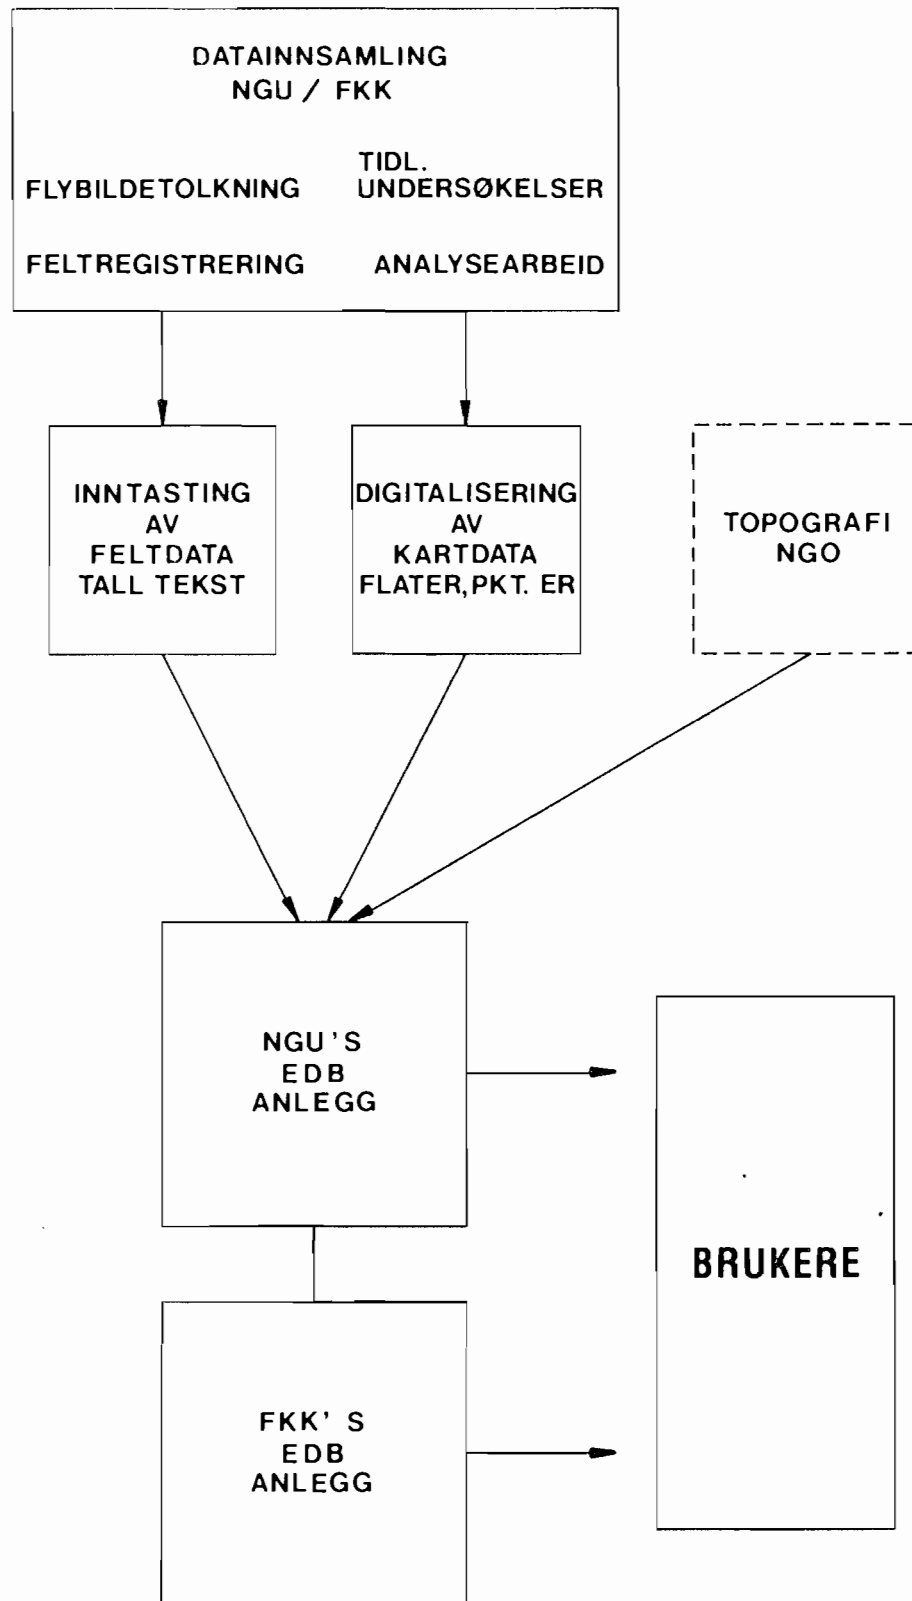 DATAINNSAMLING
NGU / FKK
FLYBILDETOLKNING
TIDL.
UNDERSØKELSER
FELTREGISTRERING
ANALYSEARBEID
INNTASTING
AV
FELTDATA
TALL TEKST
DIGITALISERING
AV
KARTDATA
FLATER, PKT. ER
TOPOGRAFI
NGO
NGU'S
EDB
ANLEGG
BRUKERE
FKK'S
EDB
ANLEGG